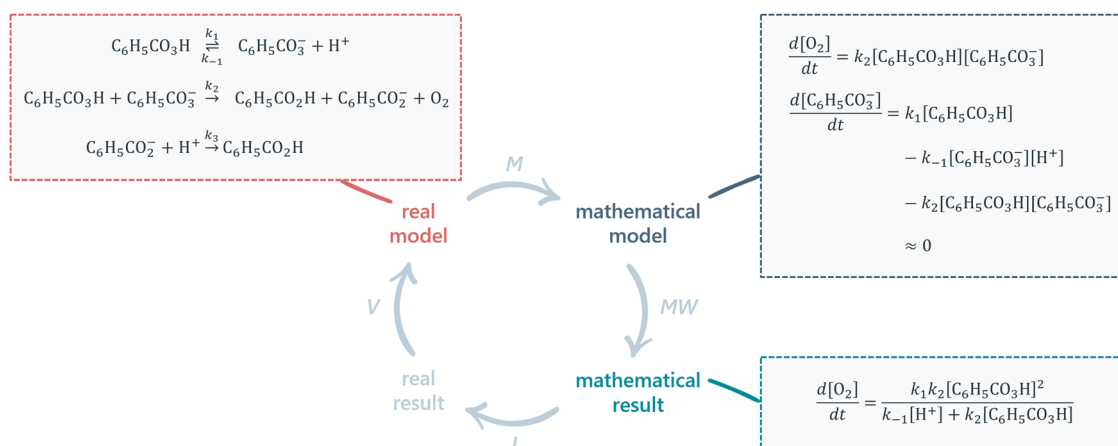 C₆H₅CO₃H ⇌ C₆H₅CO₃⁻ + H⁺ (k₁, k₋₁)
C₆H₅CO₃H + C₆H₅CO₃⁻ →(k₂) C₆H₅CO₂H + C₆H₅CO₂⁻ + O₂
C₆H₅CO₂⁻ + H⁺ →(k₃) C₆H₅CO₂H
d[O₂]/dt = k₂[C₆H₅CO₃H][C₆H₅CO₃⁻]
d[C₆H₅CO₃⁻]/dt = k₁[C₆H₅CO₃H]
− k₋₁[C₆H₅CO₃⁻][H⁺]
− k₂[C₆H₅CO₃H][C₆H₅CO₃⁻]
≈ 0
M
real
model
mathematical
model
V
MW
real
result
mathematical
result
d[O₂]/dt = k₁k₂[C₆H₅CO₃H]²/(k₋₁[H⁺] + k₂[C₆H₅CO₃H])